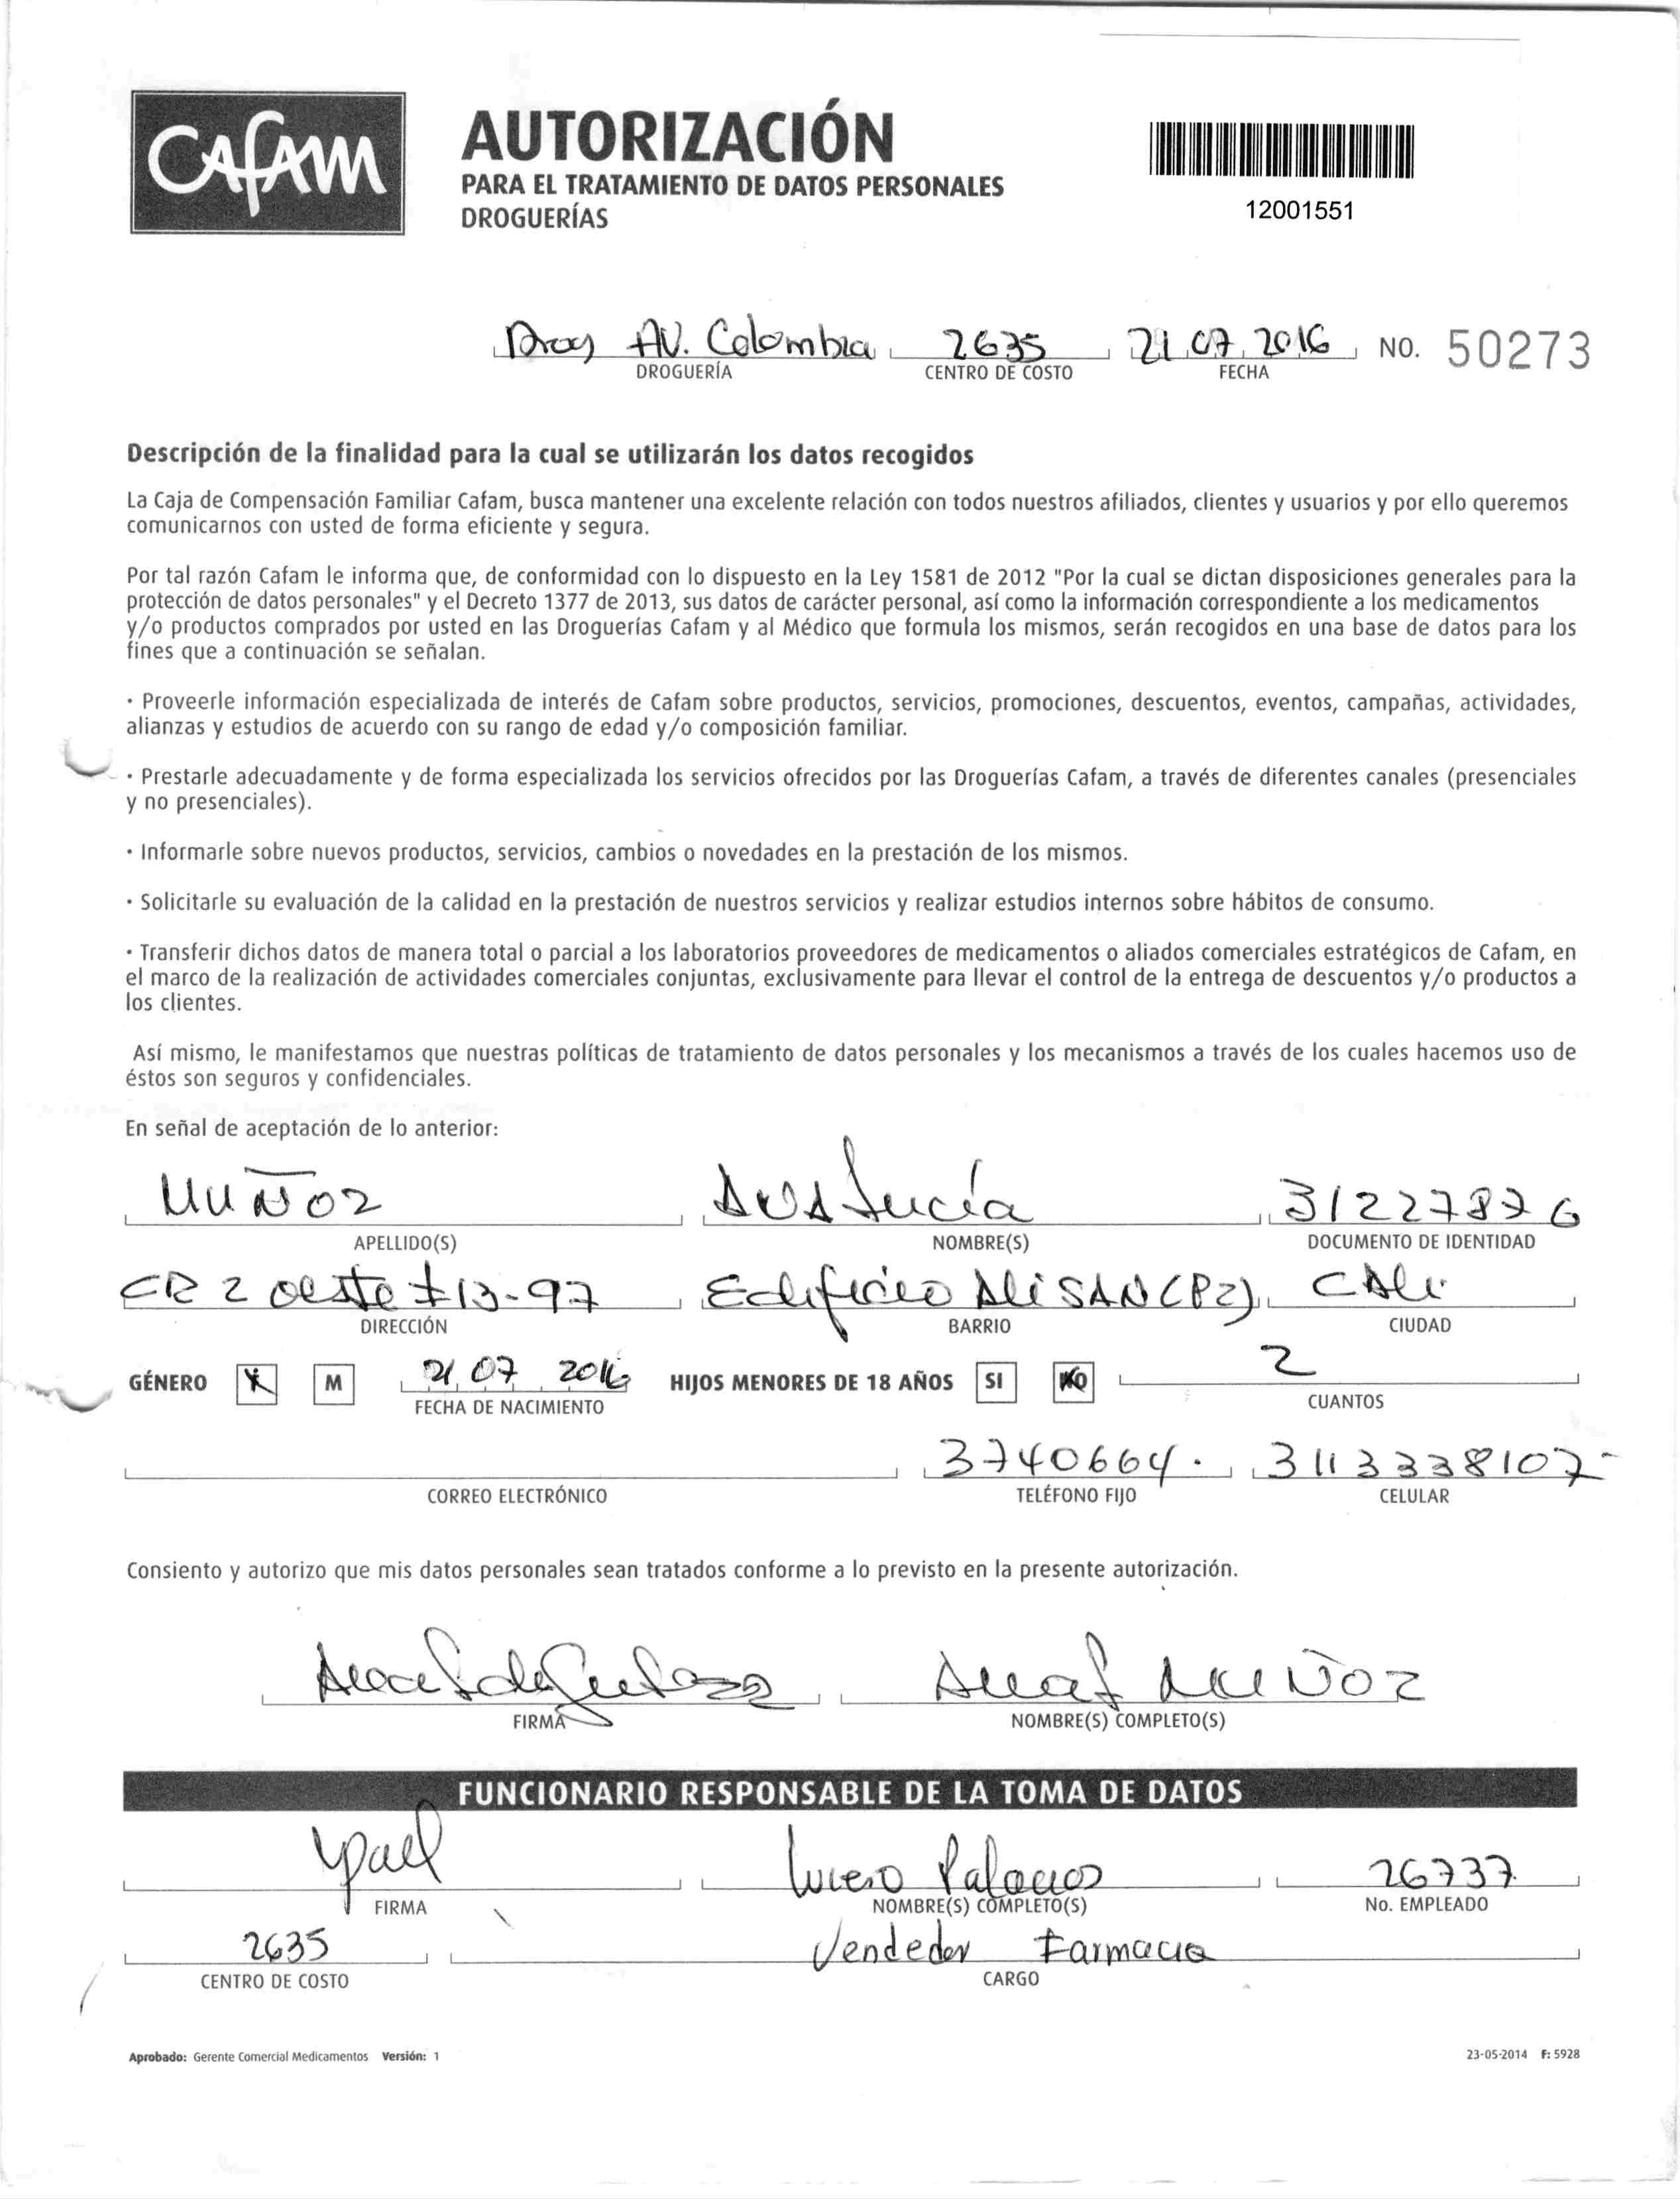 CAFAM
AUTORIZACIÓN
PARA EL TRATAMIENTO DE DATOS PERSONALES
DROGUERÍAS
12001551
Drog AV. Colombia 2635 21 07 2016 NO. 50273
DROGUERÍA CENTRO DE COSTO FECHA
Descripción de la finalidad para la cual se utilizarán los datos recogidos
La Caja de Compensación Familiar Cafam, busca mantener una excelente relación con todos nuestros afiliados, clientes y usuarios y por ello queremos
comunicarnos con usted de forma eficiente y segura.
Por tal razón Cafam le informa que, de conformidad con lo dispuesto en la Ley 1581 de 2012 "Por la cual se dictan disposiciones generales para la
protección de datos personales" y el Decreto 1377 de 2013, sus datos de carácter personal, así como la información correspondiente a los medicamentos
y/o productos comprados por usted en las Droguerías Cafam y al Médico que formula los mismos, serán recogidos en una base de datos para los
fines que a continuación se señalan.
· Proveerle información especializada de interés de Cafam sobre productos, servicios, promociones, descuentos, eventos, campañas, actividades,
alianzas y estudios de acuerdo con su rango de edad y/o composición familiar.
· Prestarle adecuadamente y de forma especializada los servicios ofrecidos por las Droguerías Cafam, a través de diferentes canales (presenciales
y no presenciales).
· Informarle sobre nuevos productos, servicios, cambios o novedades en la prestación de los mismos.
· Solicitarle su evaluación de la calidad en la prestación de nuestros servicios y realizar estudios internos sobre hábitos de consumo.
· Transferir dichos datos de manera total o parcial a los laboratorios proveedores de medicamentos o aliados comerciales estratégicos de Cafam, en
el marco de la realización de actividades comerciales conjuntas, exclusivamente para llevar el control de la entrega de descuentos y/o productos a
los clientes.
Así mismo, le manifestamos que nuestras políticas de tratamiento de datos personales y los mecanismos a través de los cuales hacemos uso de
éstos son seguros y confidenciales.
En señal de aceptación de lo anterior:
MUÑOZ ANA Lucía 31227876
APELLIDO(S) NOMBRE(S) DOCUMENTO DE IDENTIDAD
CR 2 oeste #13-97 Edificio ALiSAN (P2) CALi
DIRECCIÓN BARRIO CIUDAD
GÉNERO X M 21 07 2016 HIJOS MENORES DE 18 AÑOS SI NO 2
FECHA DE NACIMIENTO CUANTOS
3740664. 3113338107-
CORREO ELECTRÓNICO TELÉFONO FIJO CELULAR
Consiento y autorizo que mis datos personales sean tratados conforme a lo previsto en la presente autorización.
MUÑOZ
FIRMA NOMBRE(S) COMPLETO(S)
FUNCIONARIO RESPONSABLE DE LA TOMA DE DATOS
Lucero Palacios 26737
FIRMA NOMBRE(S) COMPLETO(S) No. EMPLEADO
2635 Vendedor Farmacia
CENTRO DE COSTO CARGO
Aprobado: Gerente Comercial Medicamentos Versión: 1 23-05-2014 F: 5928